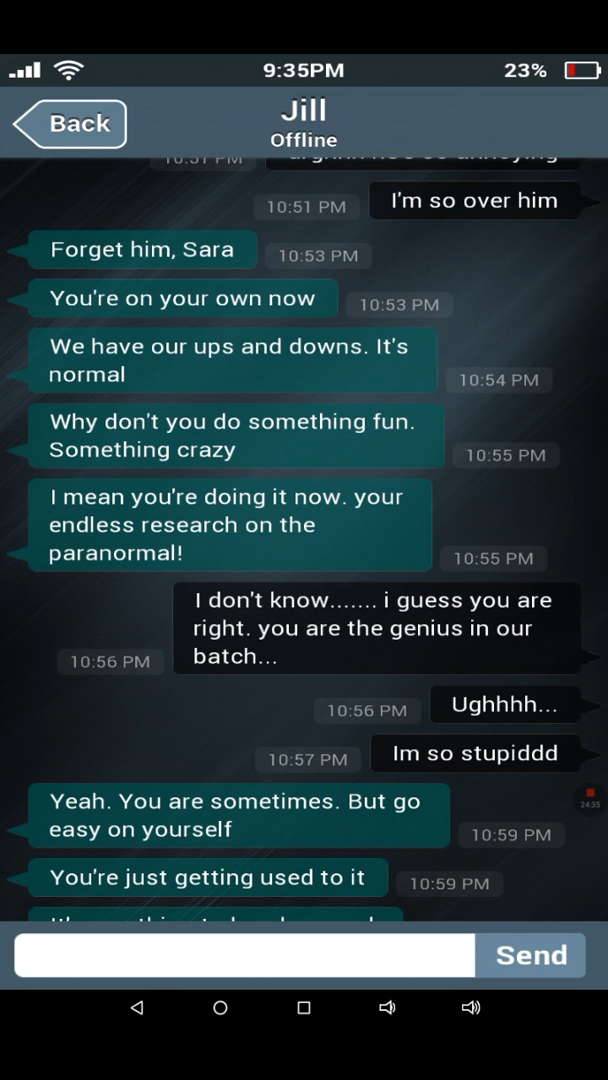 9:35PM
23%
Back
Jill
Offline
10:51 PM
I'm so over him
10:51 PM
Forget him, Sara
10:53 PM
You're on your own now
10:53 PM
We have our ups and downs. It's
normal
10:54 PM
Why don't you do something fun.
Something crazy
10:55 PM
I mean you're doing it now. your
endless research on the
paranormal!
10:55 PM
I don't know....... i guess you are
right. you are the genius in our
batch...
10:56 PM
Ughhhh...
10:56 PM
Im so stupiddd
10:57 PM
24:35
Yeah. You are sometimes. But go
easy on yourself
10:59 PM
You're just getting used to it
10:59 PM
Send